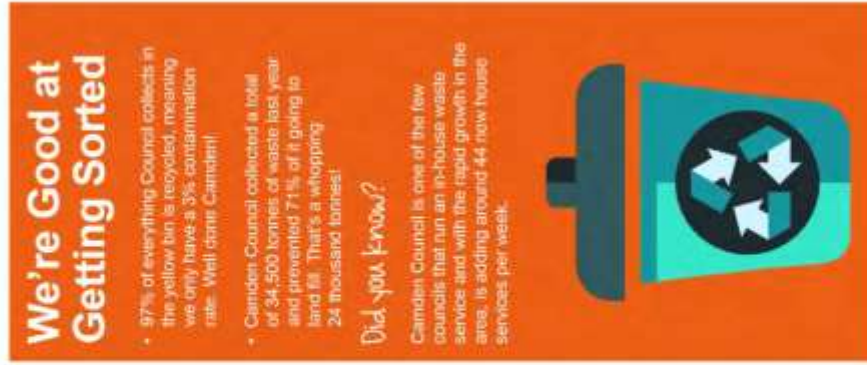 We're Good at
Getting Sorted
• 97% of everything Council collects in
the yellow bin is recycled, meaning
we only have a 3% contamination
rate. Well done Camden!
• Camden Council collected a total
of 34,500 tonnes of waste last year
and prevented 71% of it going to
land fill. That's a whopping
24 thousand tonnes!
Did you know?
Camden Council is one of the few
councils that run an in-house waste
service and with the rapid growth in the
area, is adding around 44 new house
services per week.